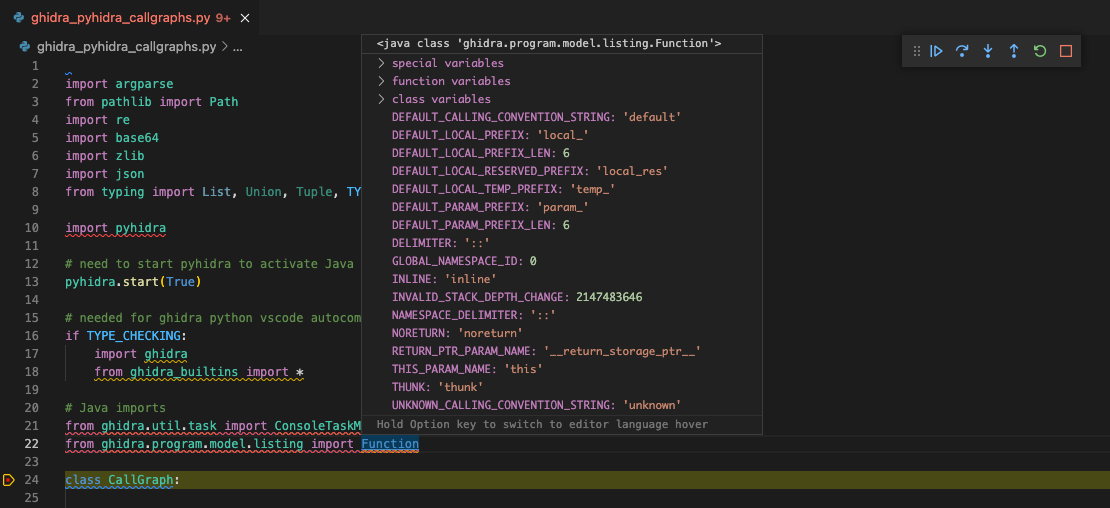 ghidra_pyhidra_callgraphs.py 9+ ×
ghidra_pyhidra_callgraphs.py > ...
1
2 import argparse
3 from pathlib import Path
4 import re
5 import base64
6 import zlib
7 import json
8 from typing import List, Union, Tuple, TY
9
10 import pyhidra
11
12 # need to start pyhidra to activate Java
13 pyhidra.start(True)
14
15 # needed for ghidra python vscode autocom
16 if TYPE_CHECKING:
17 import ghidra
18 from ghidra_builtins import *
19
20 # Java imports
21 from ghidra.util.task import ConsoleTaskM
22 from ghidra.program.model.listing import Function
23
24 class CallGraph:
25
<java class 'ghidra.program.model.listing.Function'>
> special variables
> function variables
> class variables
DEFAULT_CALLING_CONVENTION_STRING: 'default'
DEFAULT_LOCAL_PREFIX: 'local_'
DEFAULT_LOCAL_PREFIX_LEN: 6
DEFAULT_LOCAL_RESERVED_PREFIX: 'local_res'
DEFAULT_LOCAL_TEMP_PREFIX: 'temp_'
DEFAULT_PARAM_PREFIX: 'param_'
DEFAULT_PARAM_PREFIX_LEN: 6
DELIMITER: '::'
GLOBAL_NAMESPACE_ID: 0
INLINE: 'inline'
INVALID_STACK_DEPTH_CHANGE: 2147483646
NAMESPACE_DELIMITER: '::'
NORETURN: 'noreturn'
RETURN_PTR_PARAM_NAME: '__return_storage_ptr__'
THIS_PARAM_NAME: 'this'
THUNK: 'thunk'
UNKNOWN_CALLING_CONVENTION_STRING: 'unknown'
Hold Option key to switch to editor language hover